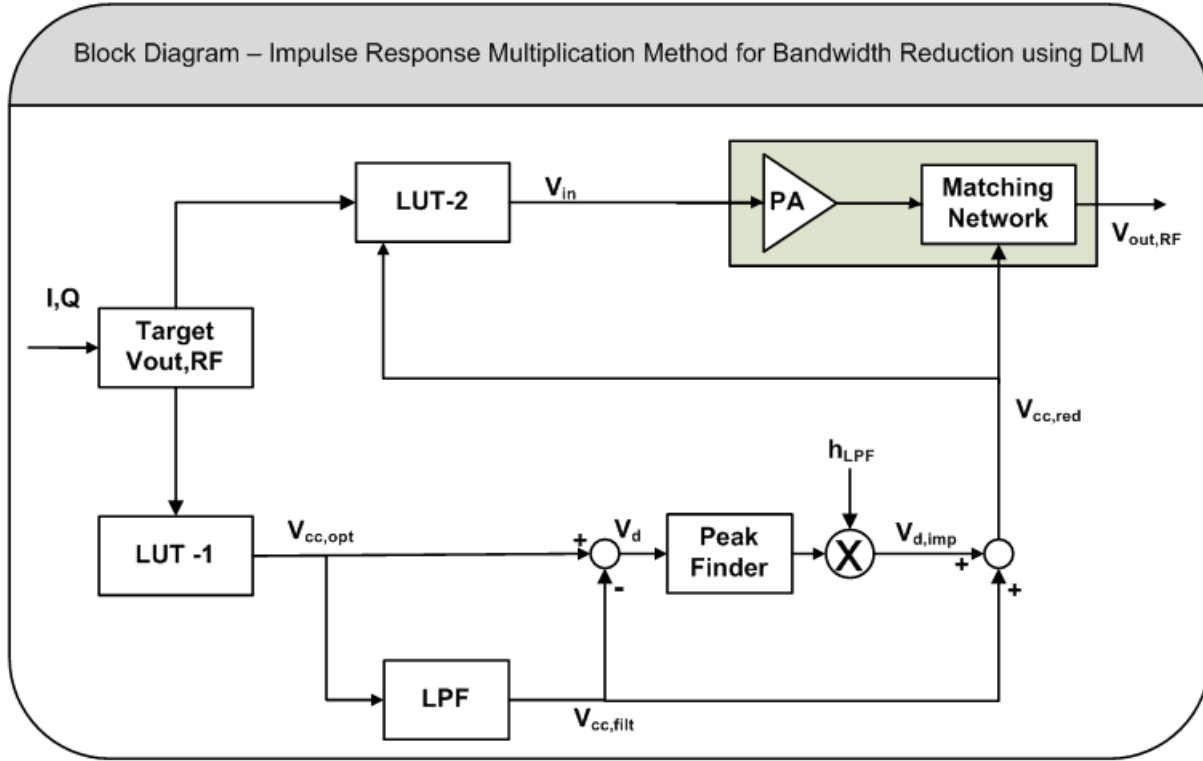 Block Diagram – Impulse Response Multiplication Method for Bandwidth Reduction using DLM
LUT-2
Vin
PA
Matching
Network
Vout,RF
I,Q
Target
Vout,RF
Vcc,red
hLPF
LUT -1
Vcc,opt
+
-
Vd
Peak
Finder
X
Vd,imp
+
+
LPF
Vcc,filt